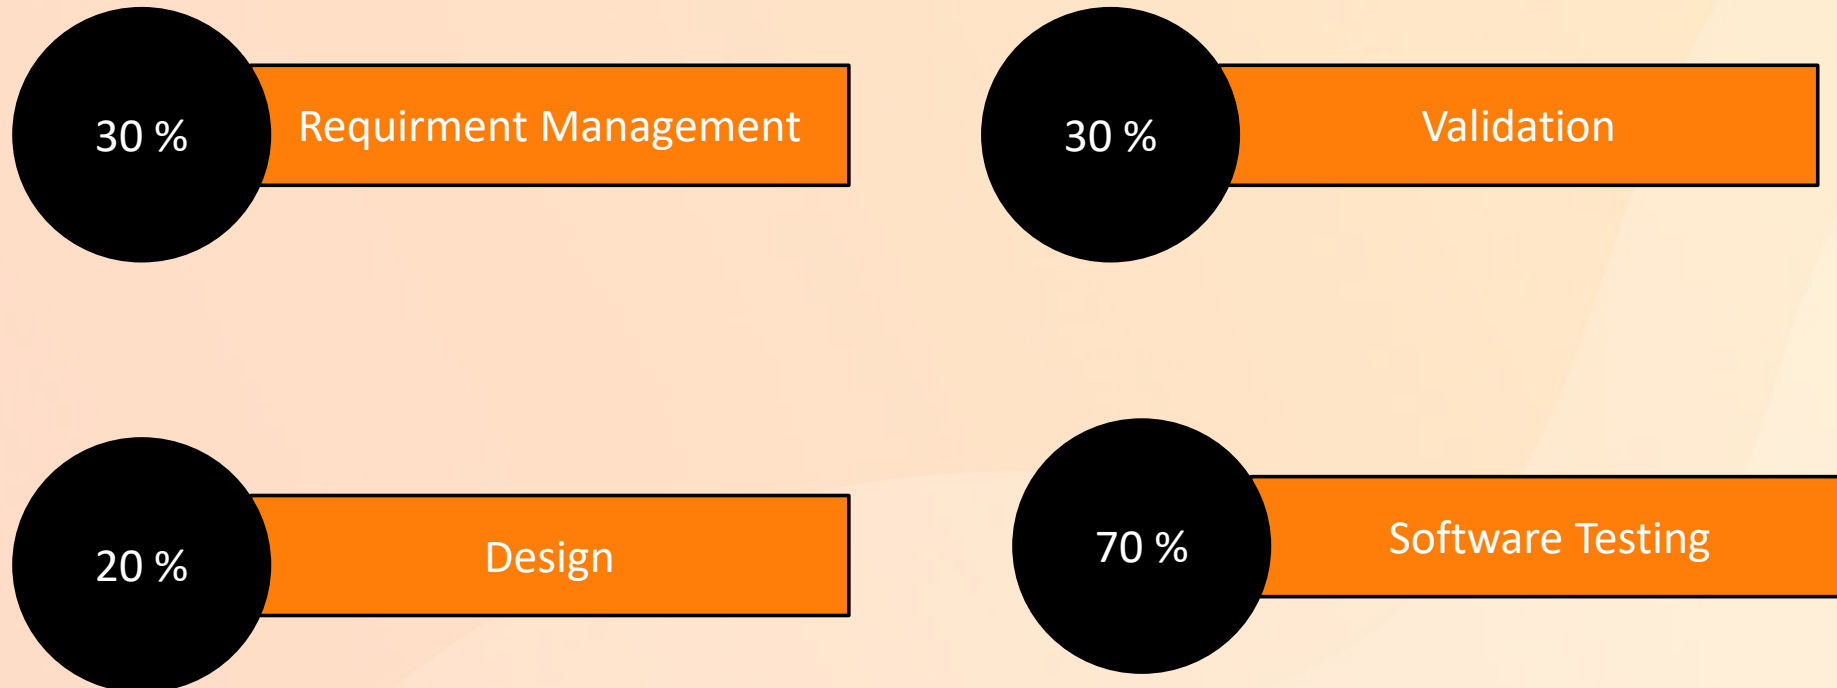 30 %
Requirment Management
30 %
Validation
20 %
Design
70 %
Software Testing